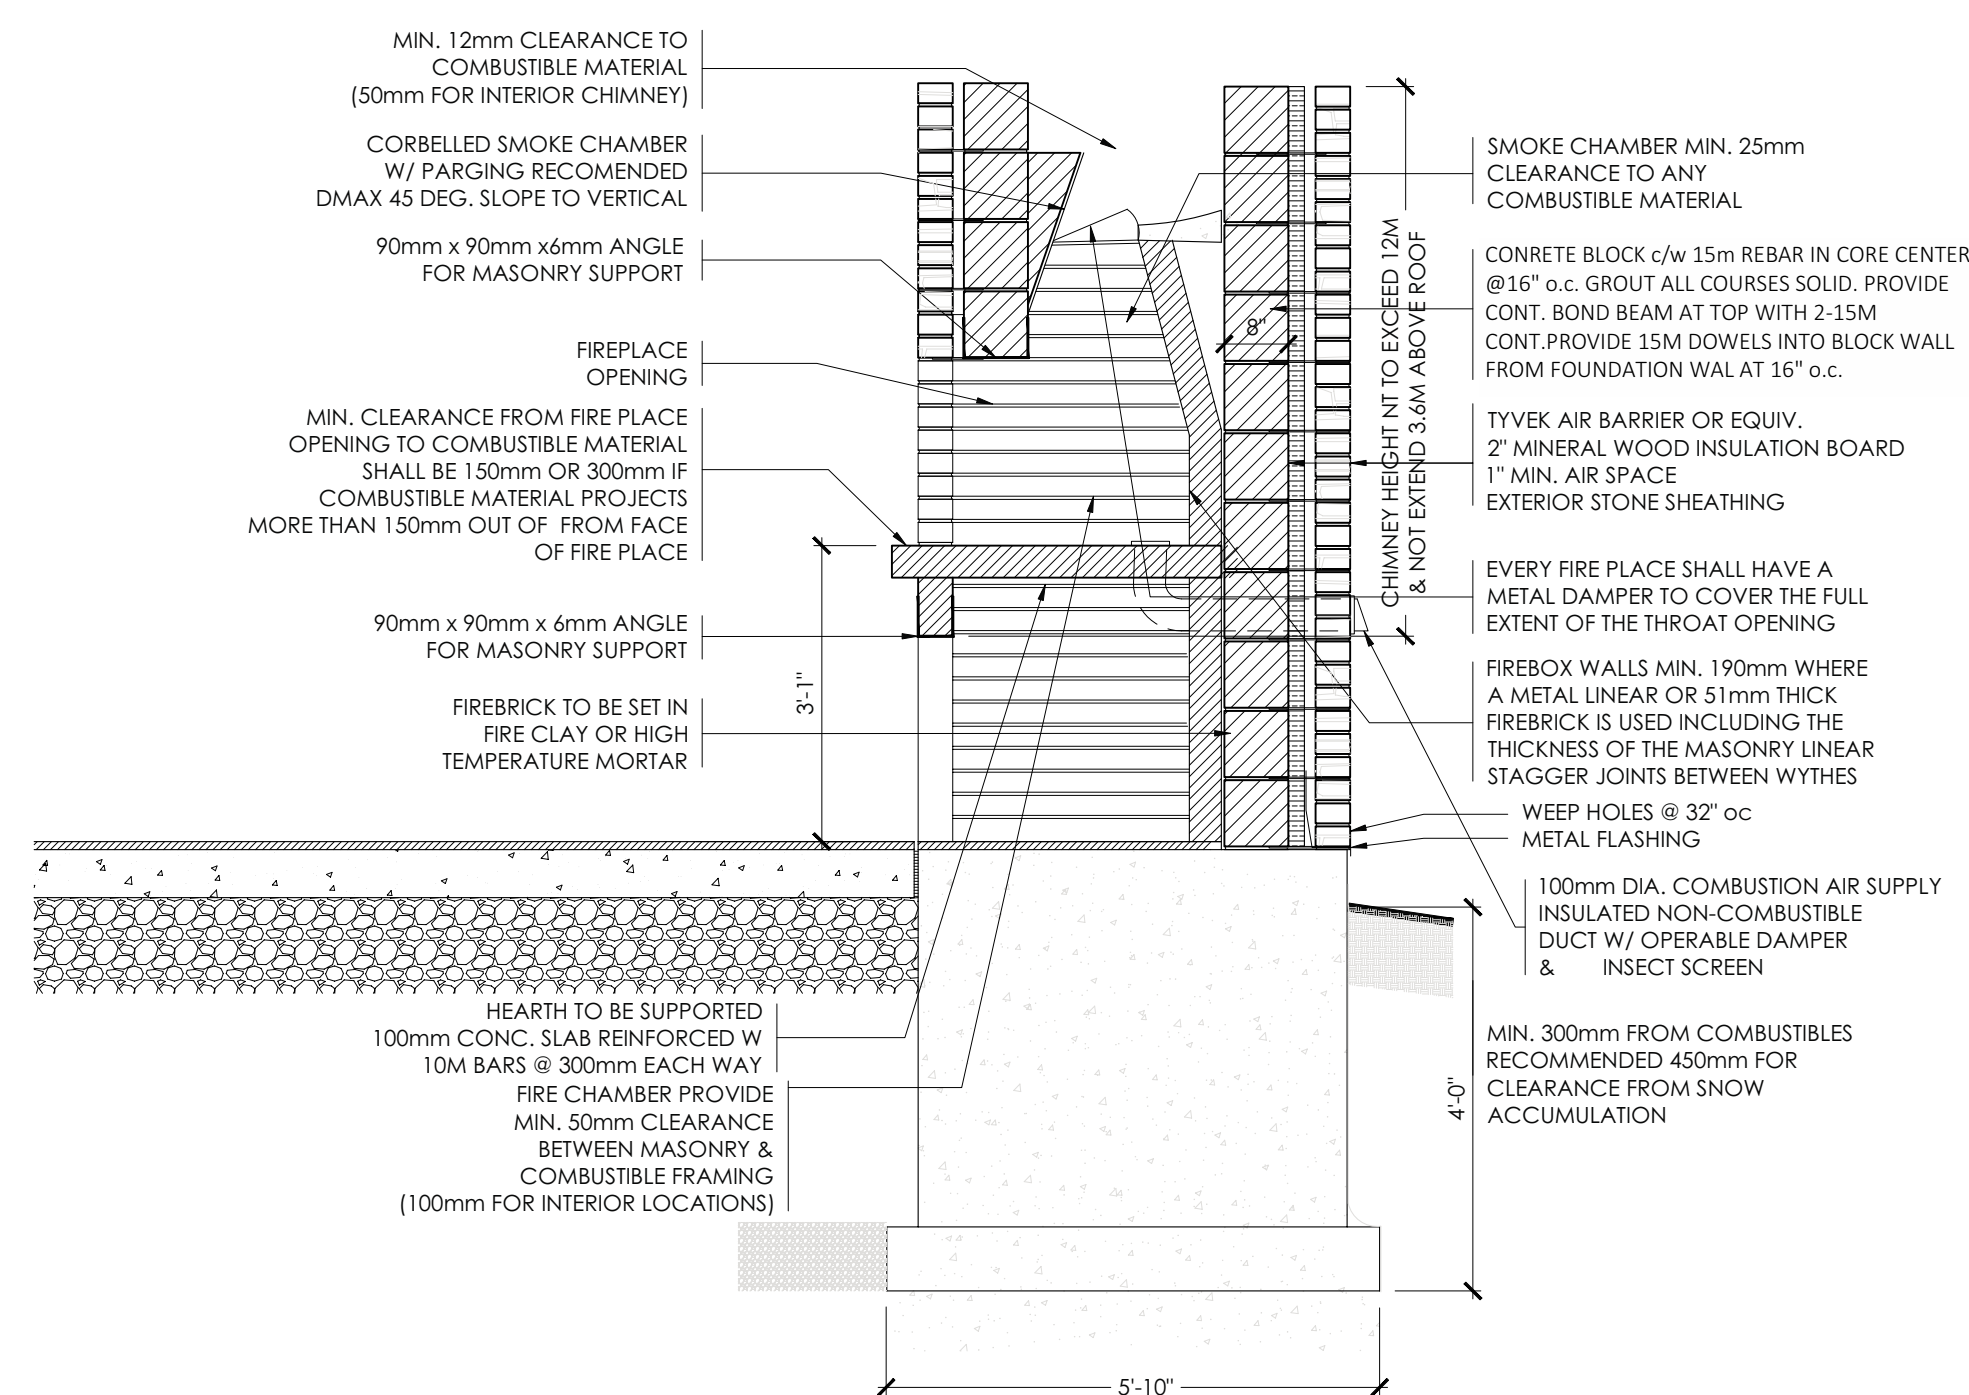 MIN. 12mm CLEARANCE TO
COMBUSTIBLE MATERIAL
(50mm FOR INTERIOR CHIMNEY)
CORBELLED SMOKE CHAMBER
W/ PARGING RECOMENDED
DMAX 45 DEG. SLOPE TO VERTICAL
90mm x 90mm x6mm ANGLE
FOR MASONRY SUPPORT
FIREPLACE
OPENING
MIN. CLEARANCE FROM FIRE PLACE
OPENING TO COMBUSTIBLE MATERIAL
SHALL BE 150mm OR 300mm IF
COMBUSTIBLE MATERIAL PROJECTS
MORE THAN 150mm OUT OF FROM FACE
OF FIRE PLACE
90mm x 90mm x 6mm ANGLE
FOR MASONRY SUPPORT
FIREBRICK TO BE SET IN
FIRE CLAY OR HIGH
TEMPERATURE MORTAR
3'-1"
HEARTH TO BE SUPPORTED
100mm CONC. SLAB REINFORCED W
10M BARS @ 300mm EACH WAY
FIRE CHAMBER PROVIDE
MIN. 50mm CLEARANCE
BETWEEN MASONRY &
COMBUSTIBLE FRAMING
(100mm FOR INTERIOR LOCATIONS)
8"
CHIMNEY HEIGHT NT TO EXCEED 12M
& NOT EXTEND 3.6M ABOVE ROOF
SMOKE CHAMBER MIN. 25mm
CLEARANCE TO ANY
COMBUSTIBLE MATERIAL
CONRETE BLOCK c/w 15m REBAR IN CORE CENTER
@16" o.c. GROUT ALL COURSES SOLID. PROVIDE
CONT. BOND BEAM AT TOP WITH 2-15M
CONT.PROVIDE 15M DOWELS INTO BLOCK WALL
FROM FOUNDATION WAL AT 16" o.c.
TYVEK AIR BARRIER OR EQUIV.
2" MINERAL WOOD INSULATION BOARD
1" MIN. AIR SPACE
EXTERIOR STONE SHEATHING
EVERY FIRE PLACE SHALL HAVE A
METAL DAMPER TO COVER THE FULL
EXTENT OF THE THROAT OPENING
FIREBOX WALLS MIN. 190mm WHERE
A METAL LINEAR OR 51mm THICK
FIREBRICK IS USED INCLUDING THE
THICKNESS OF THE MASONRY LINEAR
STAGGER JOINTS BETWEEN WYTHES
WEEP HOLES @ 32" oc
METAL FLASHING
100mm DIA. COMBUSTION AIR SUPPLY
INSULATED NON-COMBUSTIBLE
DUCT W/ OPERABLE DAMPER
& INSECT SCREEN
MIN. 300mm FROM COMBUSTIBLES
RECOMMENDED 450mm FOR
CLEARANCE FROM SNOW
ACCUMULATION
4'-0"
5'-10"